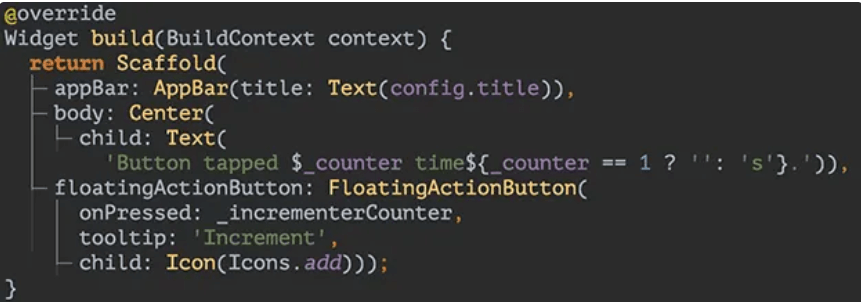 @override
Widget build(BuildContext context) {
  return Scaffold(
    appBar: AppBar(title: Text(config.title)),
    body: Center(
      child: Text(
        'Button tapped $_counter time${_counter == 1 ? '': 's'}.')),
    floatingActionButton: FloatingActionButton(
      onPressed: _incrementerCounter,
      tooltip: 'Increment',
      child: Icon(Icons.add)));
}